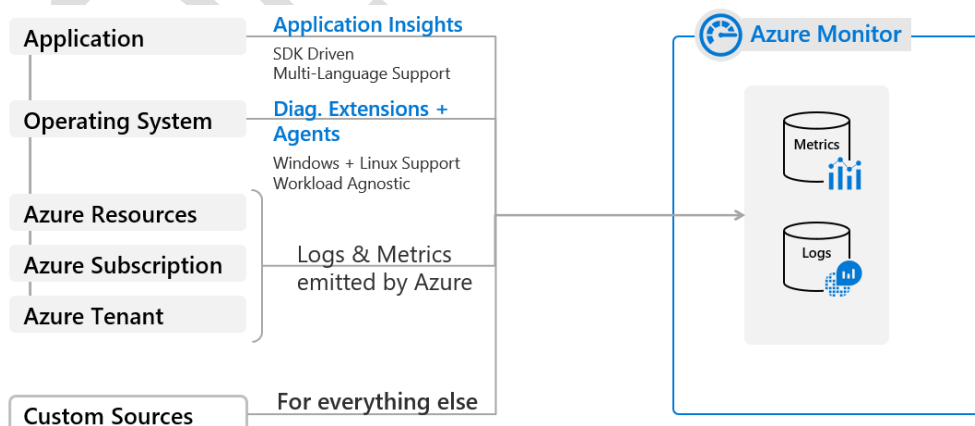 Application
Application Insights
SDK Driven
Multi-Language Support
Operating System
Diag. Extensions +
Agents
Windows + Linux Support
Workload Agnostic
Azure Resources
Azure Subscription
Azure Tenant
Logs & Metrics
emitted by Azure
Custom Sources
For everything else
Azure Monitor
Metrics
Logs